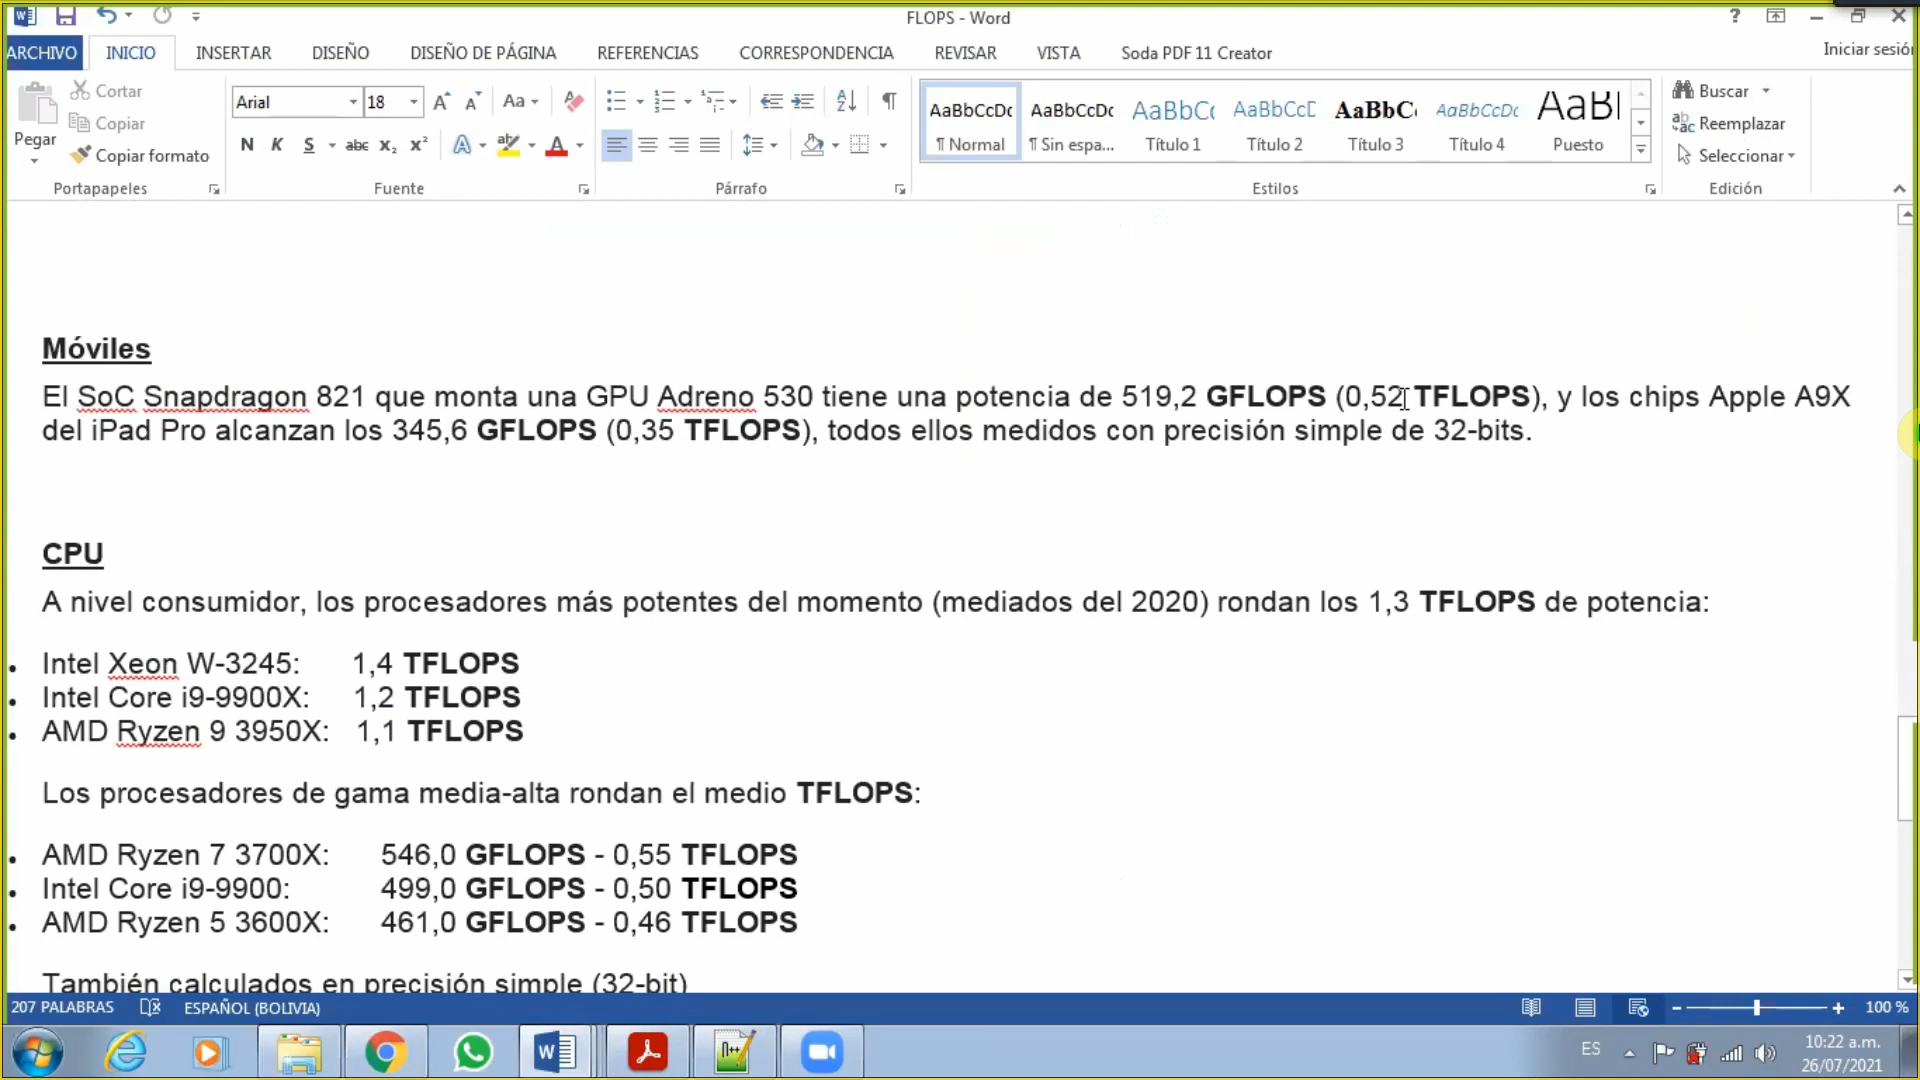 FLOPS - Word
ARCHIVO INICIO INSERTAR DISEÑO DISEÑO DE PÁGINA REFERENCIAS CORRESPONDENCIA REVISAR VISTA Soda PDF 11 Creator Iniciar sesión
Pegar
Cortar
Copiar
Copiar formato
Portapapeles
Arial 18
N K S abc x₂ x²
Fuente
Párrafo
AaBbCcDc AaBbCcDc AaBbC AaBbCcD AaBbC AaBbCcDc AaBl
¶ Normal ¶ Sin espa... Título 1 Título 2 Título 3 Título 4 Puesto
Estilos
Buscar
Reemplazar
Seleccionar
Edición
Móviles
El SoC Snapdragon 821 que monta una GPU Adreno 530 tiene una potencia de 519,2 GFLOPS (0,52 TFLOPS), y los chips Apple A9X
del iPad Pro alcanzan los 345,6 GFLOPS (0,35 TFLOPS), todos ellos medidos con precisión simple de 32-bits.
CPU
A nivel consumidor, los procesadores más potentes del momento (mediados del 2020) rondan los 1,3 TFLOPS de potencia:
• Intel Xeon W-3245: 1,4 TFLOPS
• Intel Core i9-9900X: 1,2 TFLOPS
• AMD Ryzen 9 3950X: 1,1 TFLOPS
Los procesadores de gama media-alta rondan el medio TFLOPS:
• AMD Ryzen 7 3700X: 546,0 GFLOPS - 0,55 TFLOPS
• Intel Core i9-9900: 499,0 GFLOPS - 0,50 TFLOPS
• AMD Ryzen 5 3600X: 461,0 GFLOPS - 0,46 TFLOPS
También calculados en precisión simple (32-bit)
207 PALABRAS ESPAÑOL (BOLIVIA) 100 %
ES 10:22 a.m.
26/07/2021